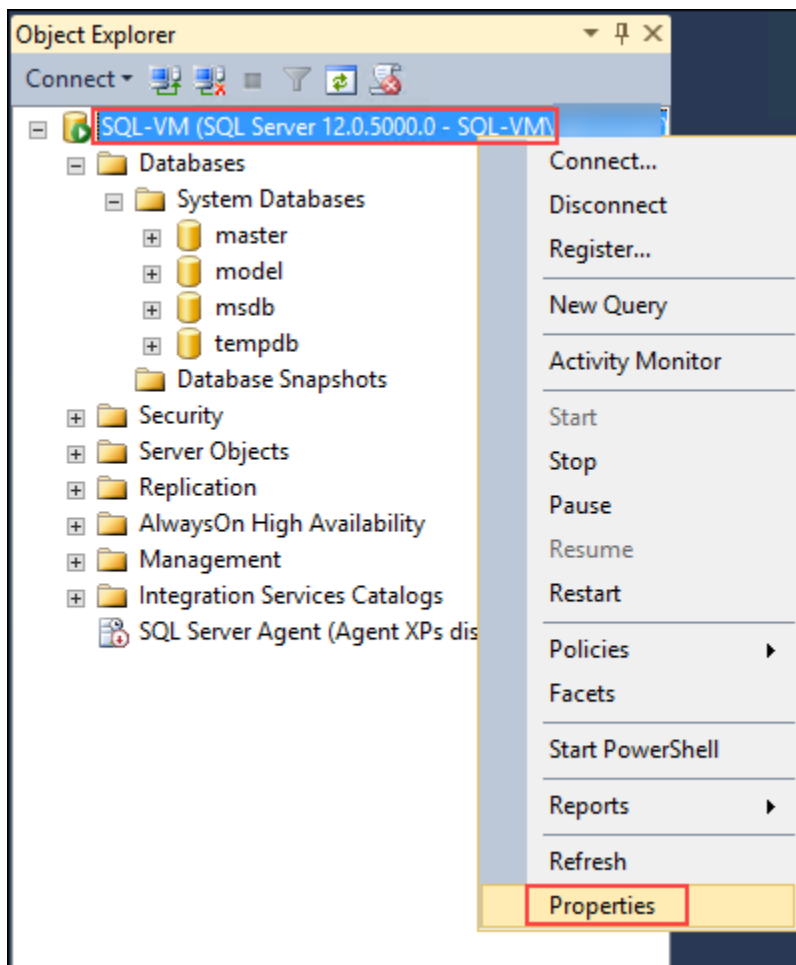 Object Explorer
Connect
SQL-VM (SQL Server 12.0.5000.0 - SQL-VM\
Databases
System Databases
master
model
msdb
tempdb
Database Snapshots
Security
Server Objects
Replication
AlwaysOn High Availability
Management
Integration Services Catalogs
SQL Server Agent (Agent XPs dis
Connect...
Disconnect
Register...
New Query
Activity Monitor
Start
Stop
Pause
Resume
Restart
Policies
Facets
Start PowerShell
Reports
Refresh
Properties